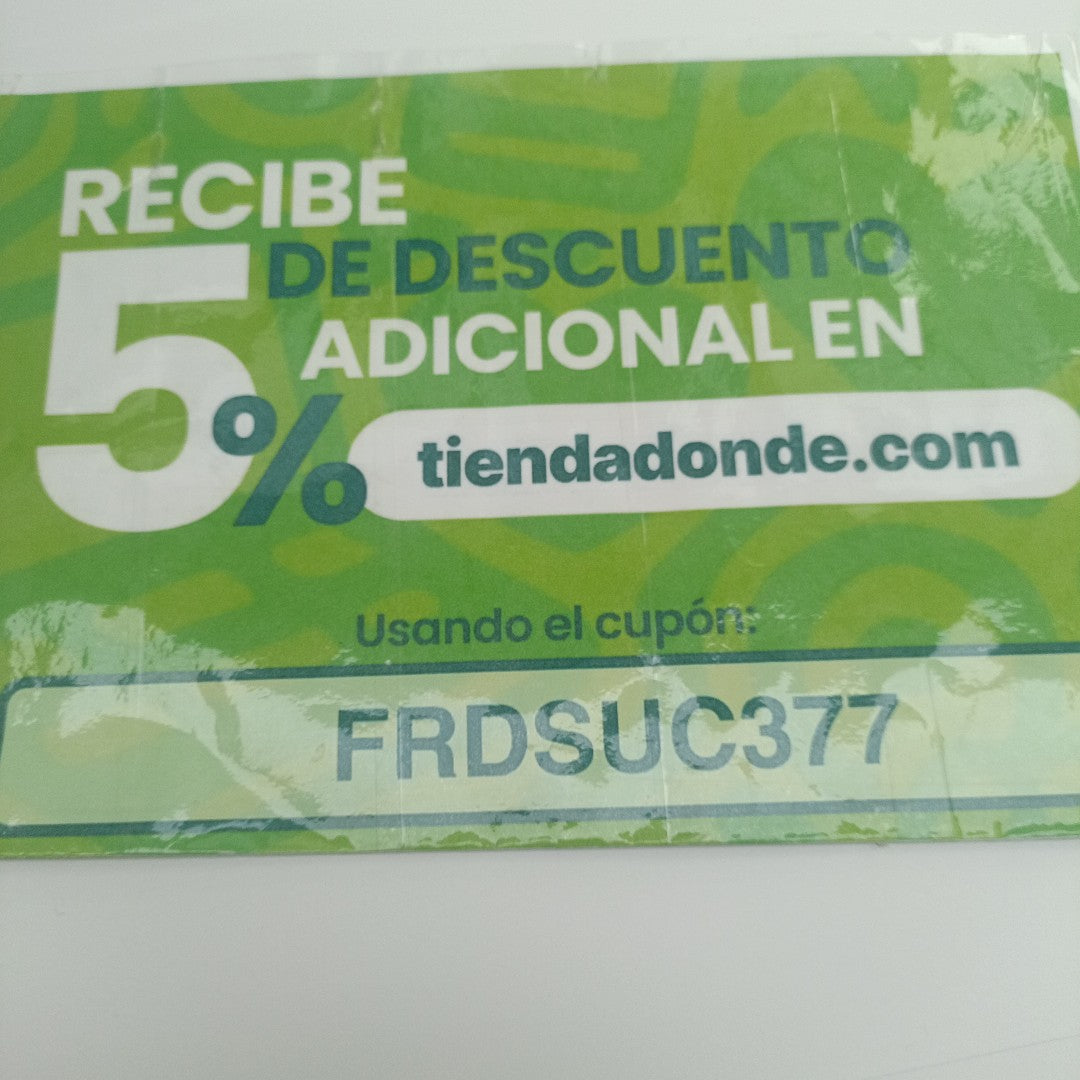 RECIBE
5% DE DESCUENTO
ADICIONAL EN
tiendadonde.com
Usando el cupón:
FRDSUC377